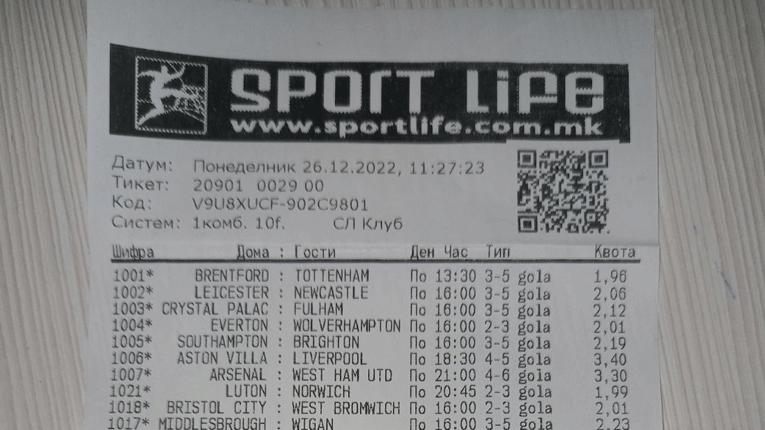 SPORT LIFE
www.sportlife.com.mk
Датум: Понеделник 26.12.2022, 11:27:23
Тикет: 20901 0029 00
Код: V9U8XUCF-902C9801
Систем: 1комб. 10f. СЛ Клуб
Шифра Дома : Гости Ден Час Тип Квота
1001* BRENTFORD : TOTTENHAM По 13:30 3-5 gola 1,96
1002* LEICESTER : NEWCASTLE По 16:00 3-5 gola 2,06
1003* CRYSTAL PALAC : FULHAM По 16:00 3-5 gola 2,12
1004* EVERTON : WOLVERHAMPTON По 16:00 2-3 gola 2,01
1005* SOUTHAMPTON : BRIGHTON По 16:00 3-5 gola 2,19
1006* ASTON VILLA : LIVERPOOL По 18:30 4-5 gola 3,40
1007* ARSENAL : WEST HAM UTD По 21:00 4-6 gola 3,30
1021* LUTON : NORWICH По 20:45 2-3 gola 1,99
1018* BRISTOL CITY : WEST BROMWICH По 16:00 2-3 gola 2,01
1017* MIDDLESBROUGH : WIGAN По 16:00 3-5 gola 2,23